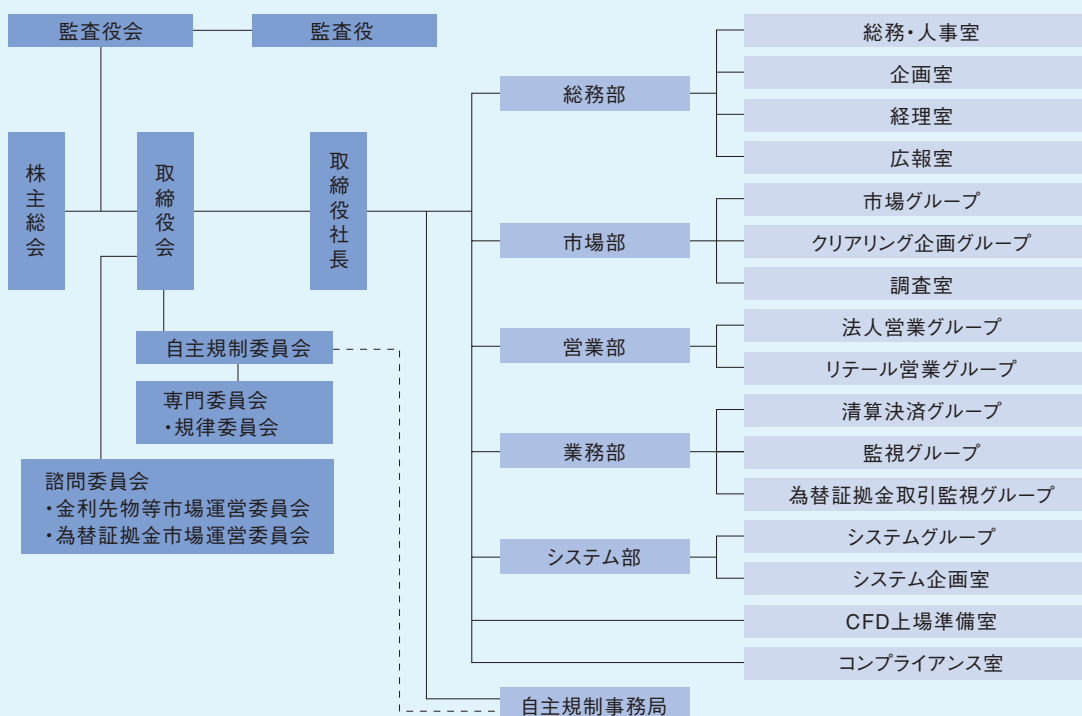 監査役会
監査役
株主総会
取締役会
取締役社長
自主規制委員会
専門委員会
・規律委員会
諮問委員会
・金利先物等市場運営委員会
・為替証拠金市場運営委員会
総務部
総務・人事室
企画室
経理室
広報室
市場部
市場グループ
クリアリング企画グループ
調査室
営業部
法人営業グループ
リテール営業グループ
業務部
清算決済グループ
監視グループ
為替証拠金取引監視グループ
システム部
システムグループ
システム企画室
CFD上場準備室
コンプライアンス室
自主規制事務局